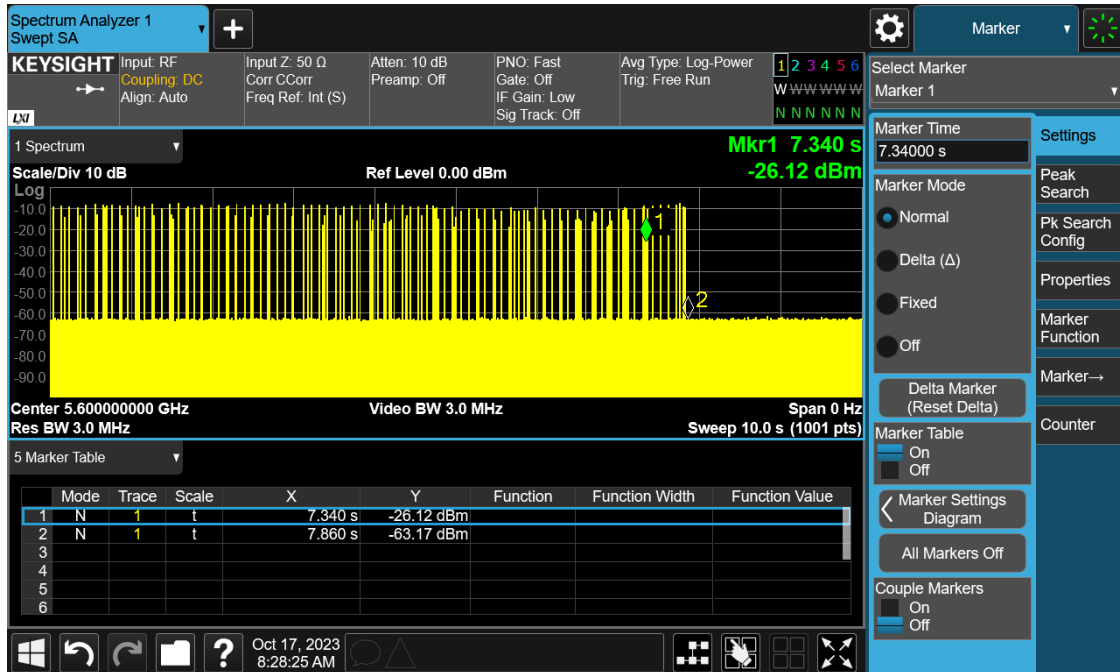 Spectrum Analyzer 1
Swept SA
Marker
KEYSIGHT
Input: RF
Coupling: DC
Align: Auto
Input Z: 50 Ω
Corr CCorr
Freq Ref: Int (S)
Atten: 10 dB
Preamp: Off
PNO: Fast
Gate: Off
IF Gain: Low
Sig Track: Off
Avg Type: Log-Power
Trig: Free Run
1 2 3 4 5 6
W W W W W W
N N N N N N
LXI
Select Marker
Marker 1
1 Spectrum
Mkr1 7.340 s
-26.12 dBm
Scale/Div 10 dB
Ref Level 0.00 dBm
Log
-10.0
-20.0
-30.0
-40.0
-50.0
-60.0
-70.0
-80.0
-90.0
1
2
Center 5.600000000 GHz
Video BW 3.0 MHz
Span 0 Hz
Res BW 3.0 MHz
Sweep 10.0 s (1001 pts)
5 Marker Table
Mode Trace Scale X Y Function Function Width Function Value
1 N 1 t 7.340 s -26.12 dBm
2 N 1 t 7.860 s -63.17 dBm
3
4
5
6
Marker Time
7.34000 s
Marker Mode
Normal
Delta (Δ)
Fixed
Off
Delta Marker
(Reset Delta)
Marker Table
On
Off
Marker Settings
Diagram
All Markers Off
Couple Markers
On
Off
Settings
Peak
Search
Pk Search
Config
Properties
Marker
Function
Marker→
Counter
?
Oct 17, 2023
8:28:25 AM